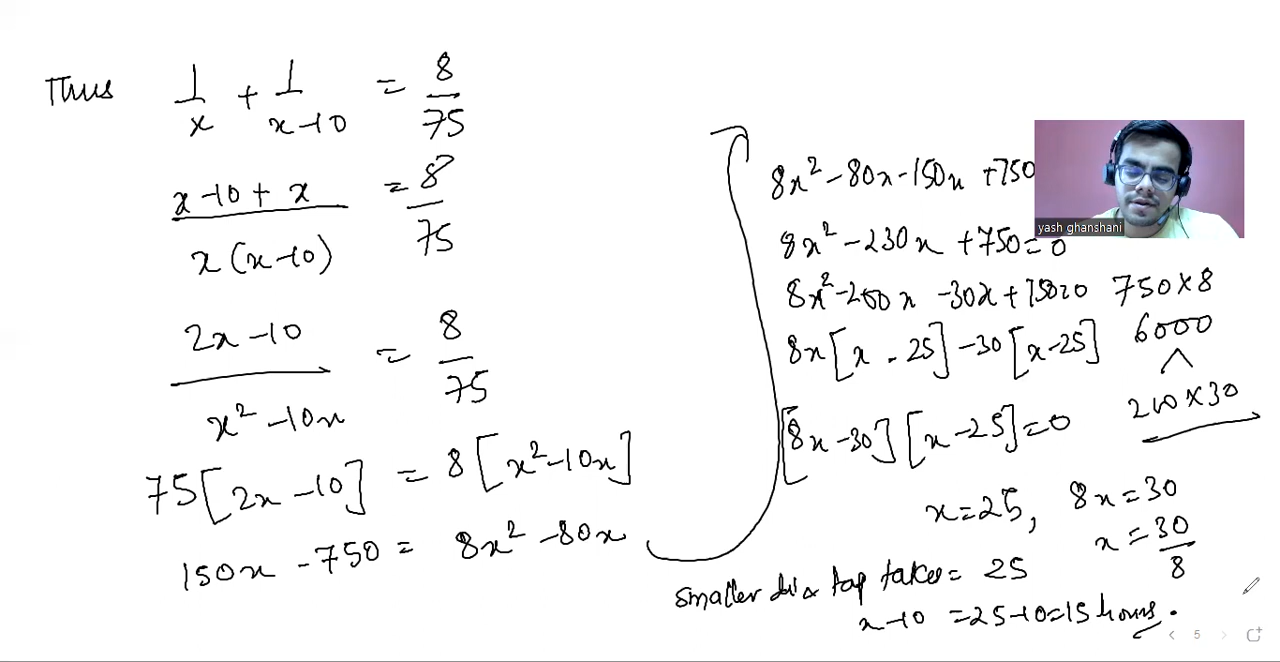 Thus 1/x + 1/x-10 = 8/75
x-10+x / x(x-10) = 8/75
2x-10 / x²-10x = 8/75
75[2x-10] = 8[x²-10x]
150x - 750 = 8x² - 80x
8x² - 80x - 150x + 750
yash ghanshani
8x² - 230x + 750 = 0
8x² - 200x - 30x + 750=0 750×8
8x[x - 25] - 30[x-25] 6000
200×30
[8x-30][x-25]=0
x=25, 8x=30
x=30/8
Smaller dia tap takes = 25
x-10 = 25-10=15 hours.
5